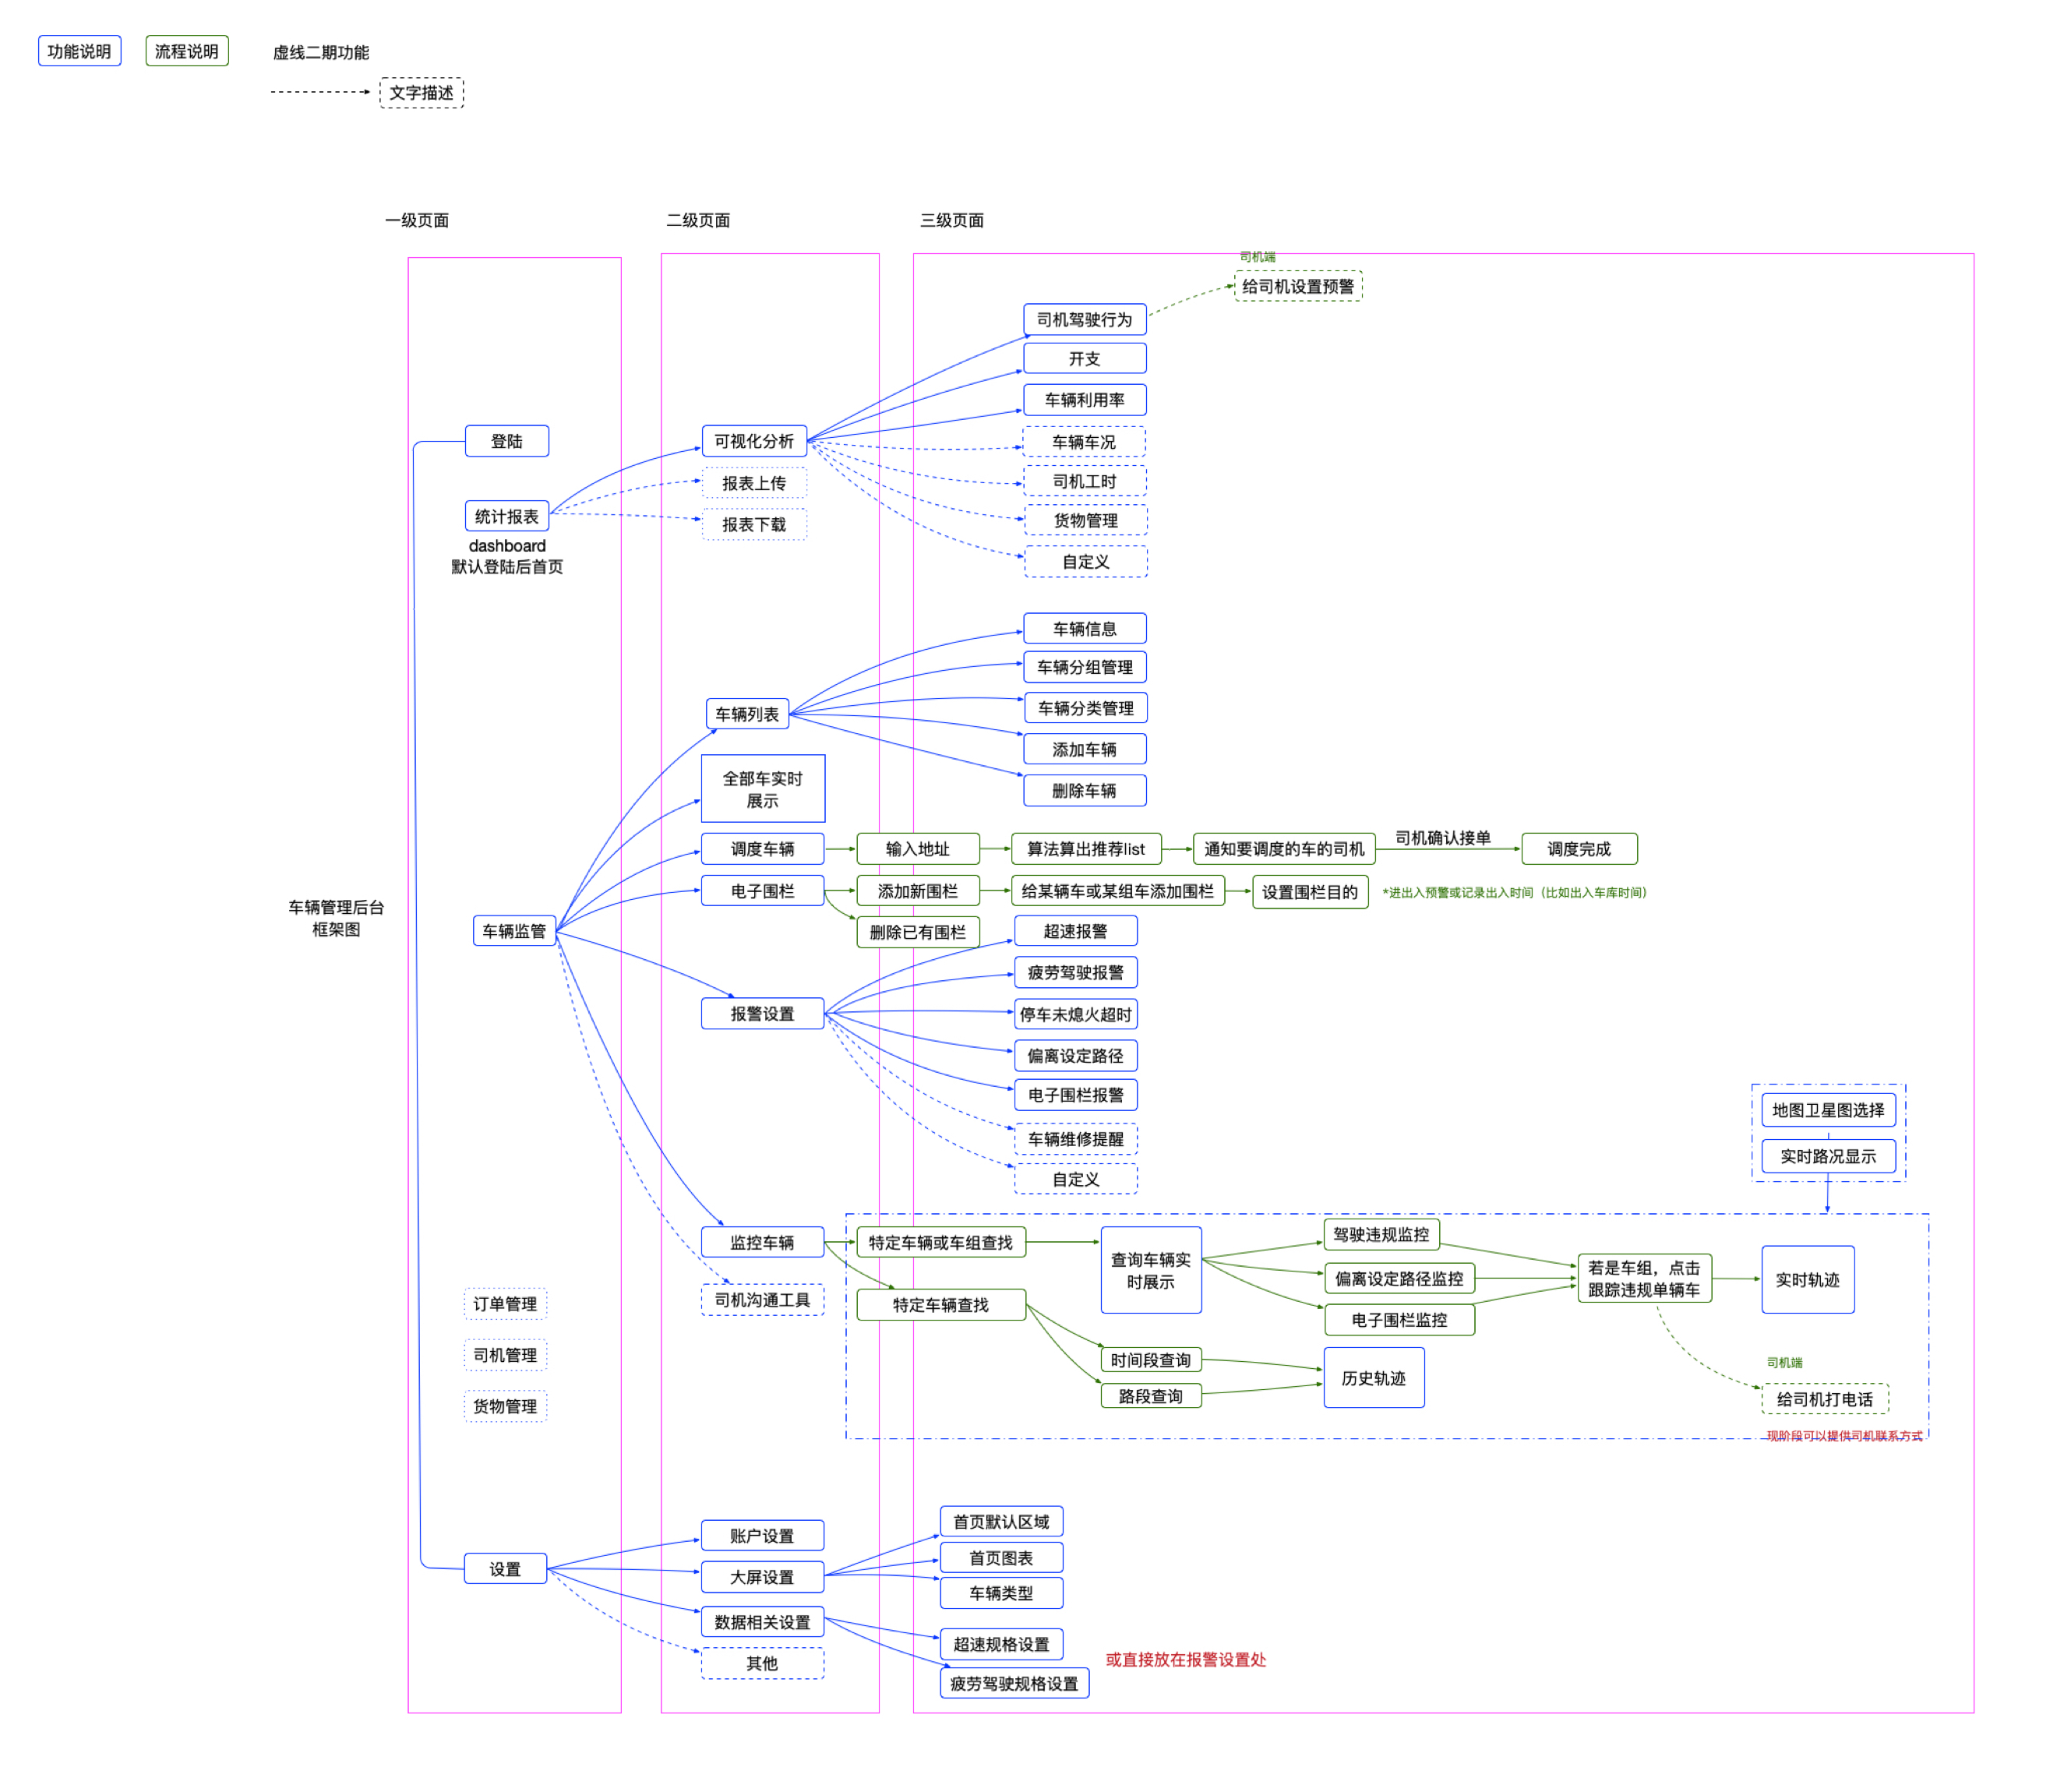 功能说明
流程说明
虚线二期功能
文字描述
一级页面
二级页面
三级页面
司机端
给司机设置预警
司机驾驶行为
开支
车辆利用率
登陆
可视化分析
车辆车况
报表上传
司机工时
统计报表
报表下载
货物管理
dashboard
默认登陆后首页
自定义
车辆信息
车辆分组管理
车辆列表
车辆分类管理
添加车辆
全部车实时
展示
删除车辆
调度车辆
输入地址
算法算出推荐list
通知要调度的车的司机
司机确认接单
调度完成
电子围栏
添加新围栏
给某辆车或某组车添加围栏
设置围栏目的
*进出入预警或记录出入时间（比如出入车库时间）
车辆管理后台
框架图
车辆监管
删除已有围栏
超速报警
疲劳驾驶报警
报警设置
停车未熄火超时
偏离设定路径
电子围栏报警
地图卫星图选择
车辆维修提醒
实时路况显示
自定义
监控车辆
特定车辆或车组查找
查询车辆实
时展示
驾驶违规监控
偏离设定路径监控
若是车组，点击
跟踪违规单辆车
实时轨迹
司机沟通工具
特定车辆查找
电子围栏监控
订单管理
司机管理
时间段查询
历史轨迹
司机端
货物管理
路段查询
给司机打电话
现阶段可以提供司机联系方式
首页默认区域
账户设置
首页图表
设置
大屏设置
车辆类型
数据相关设置
超速规格设置
其他
或直接放在报警设置处
疲劳驾驶规格设置